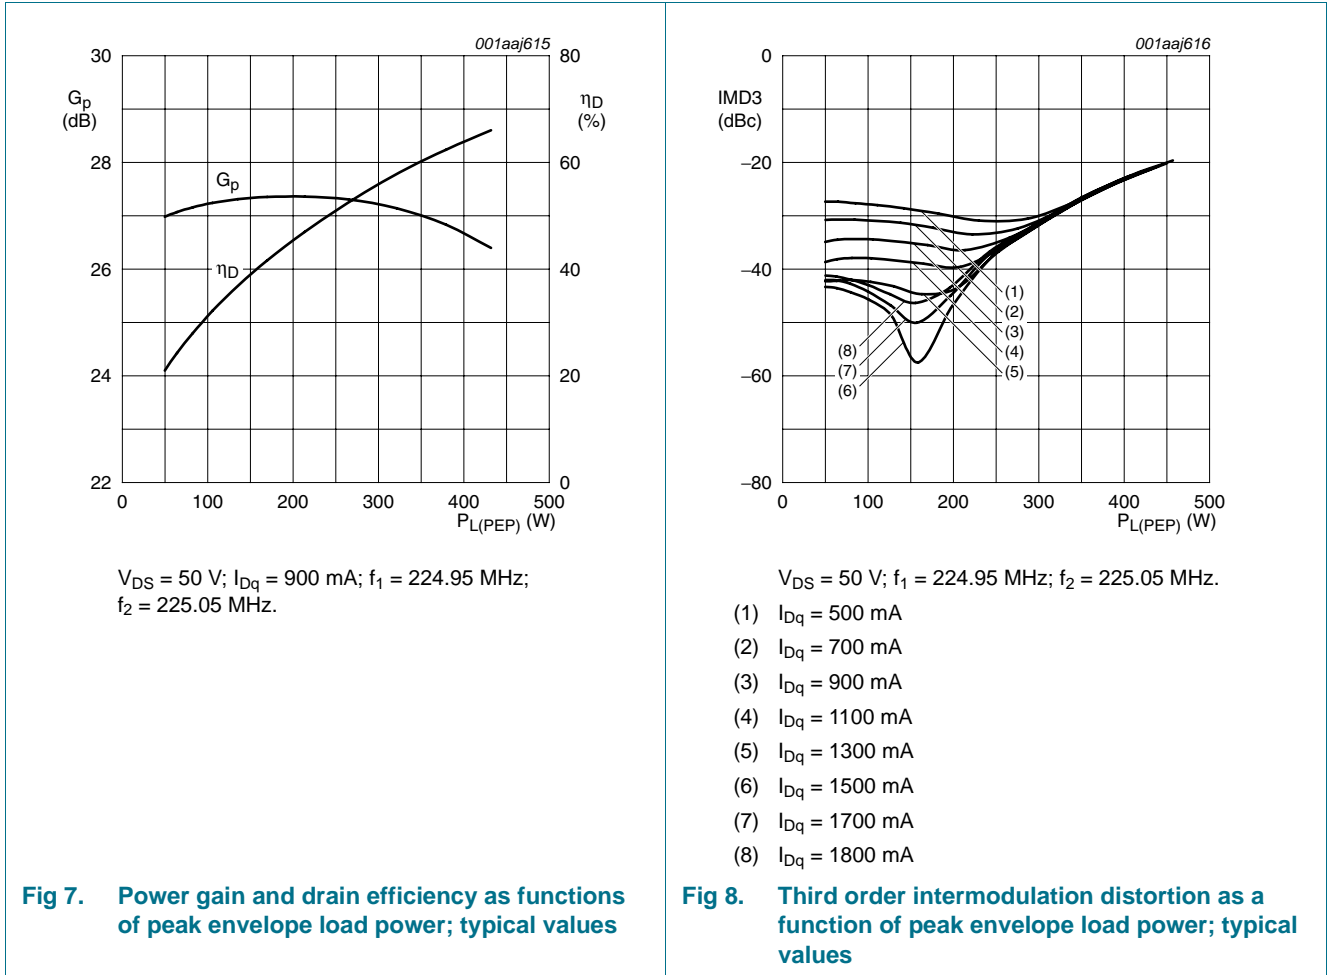 001aaj615
30
28
26
24
22
Gp
(dB)
80
60
40
20
0
ηD
(%)
Gp
ηD
0
100
200
300
400
500
PL(PEP) (W)
VDS = 50 V; IDq = 900 mA; f1 = 224.95 MHz;
f2 = 225.05 MHz.
Fig 7. Power gain and drain efficiency as functions
of peak envelope load power; typical values
001aaj616
0
−20
−40
−60
−80
IMD3
(dBc)
(1)
(2)
(3)
(4)
(5)
(8)
(7)
(6)
0
100
200
300
400
500
PL(PEP) (W)
VDS = 50 V; f1 = 224.95 MHz; f2 = 225.05 MHz.
(1) IDq = 500 mA
(2) IDq = 700 mA
(3) IDq = 900 mA
(4) IDq = 1100 mA
(5) IDq = 1300 mA
(6) IDq = 1500 mA
(7) IDq = 1700 mA
(8) IDq = 1800 mA
Fig 8. Third order intermodulation distortion as a
function of peak envelope load power; typical
values